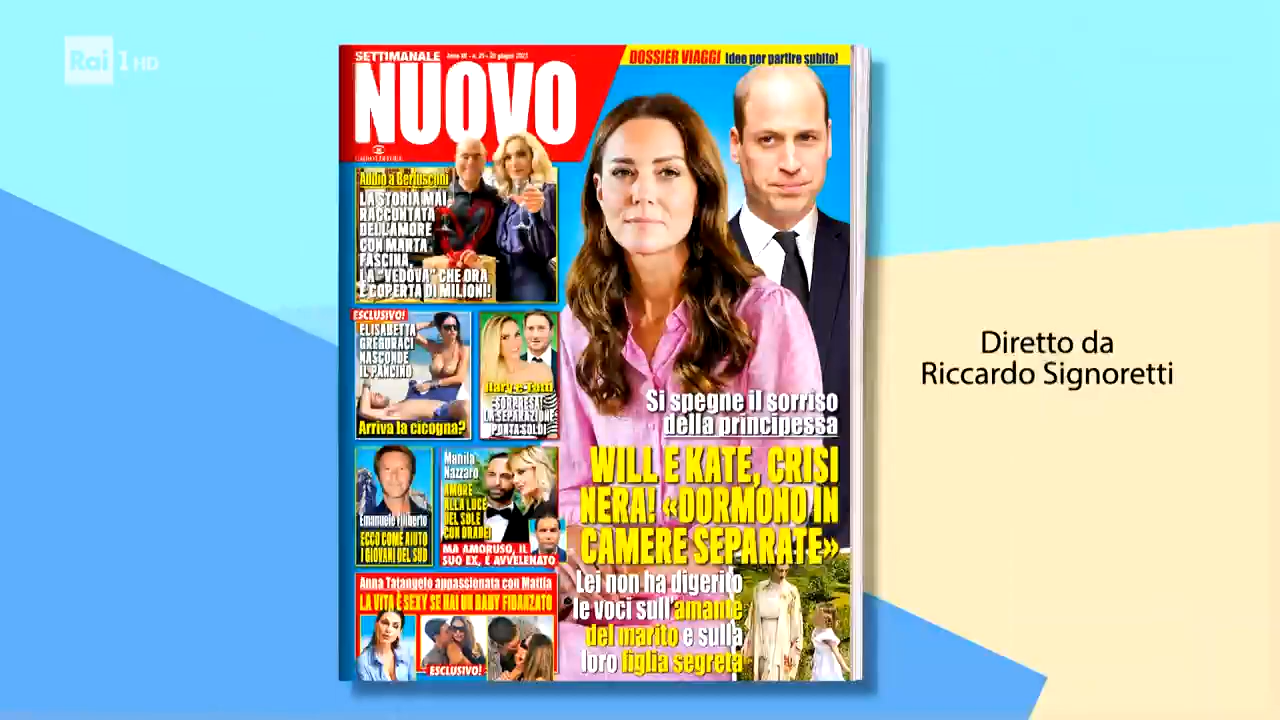 Rai 1 HD
SETTIMANALE
NUOVO
CAIRO EDITORE
DOSSIER VIAGGI Idee per partire subito!
Addio a Berlusconi
LA STORIA MAI
RACCONTATA
DELL'AMORE
CON MARTA
FASCINA,
LA "VEDOVA" CHE ORA
È COPERTA DI MILIONI!
ESCLUSIVO!
ELISABETTA
GREGORACI
NASCONDE
IL PANCINO
Arriva la cicogna?
Ilary e Totti
SORPRESA!
LA SEPARAZIONE
PORTA SOLDI
Emanuele Filiberto
ECCO COME AIUTO
I GIOVANI DEL SUD
Manila
Nazzaro
AMORE
ALLA LUCE
DEL SOLE
CON ORADEI
MA AMORUSO, IL
SUO EX, È AVVELENATO
Anna Tatangelo appassionata con Mattia
LA VITA È SEXY SE HAI UN BABY FIDANZATO
ESCLUSIVO!
Si spegne il sorriso
della principessa
WILL E KATE, CRISI
NERA! «DORMONO IN
CAMERE SEPARATE»
Lei non ha digerito
le voci sull'amante
del marito e sulla
loro figlia segreta
Diretto da
Riccardo Signoretti